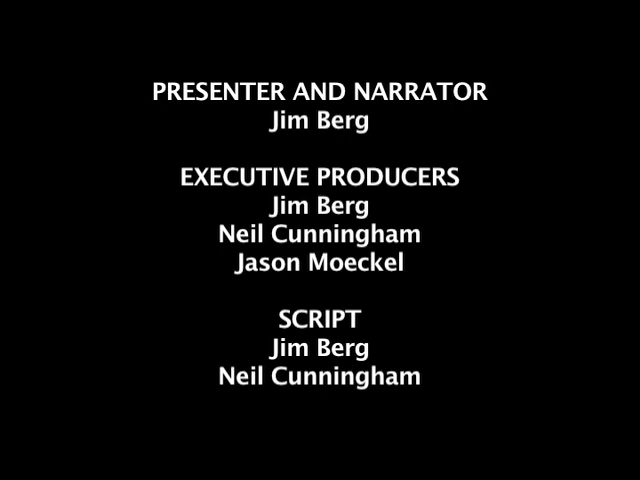 PRESENTER AND NARRATOR
Jim Berg
EXECUTIVE PRODUCERS
Jim Berg
Neil Cunningham
Jason Moeckel
SCRIPT
Jim Berg
Neil Cunningham